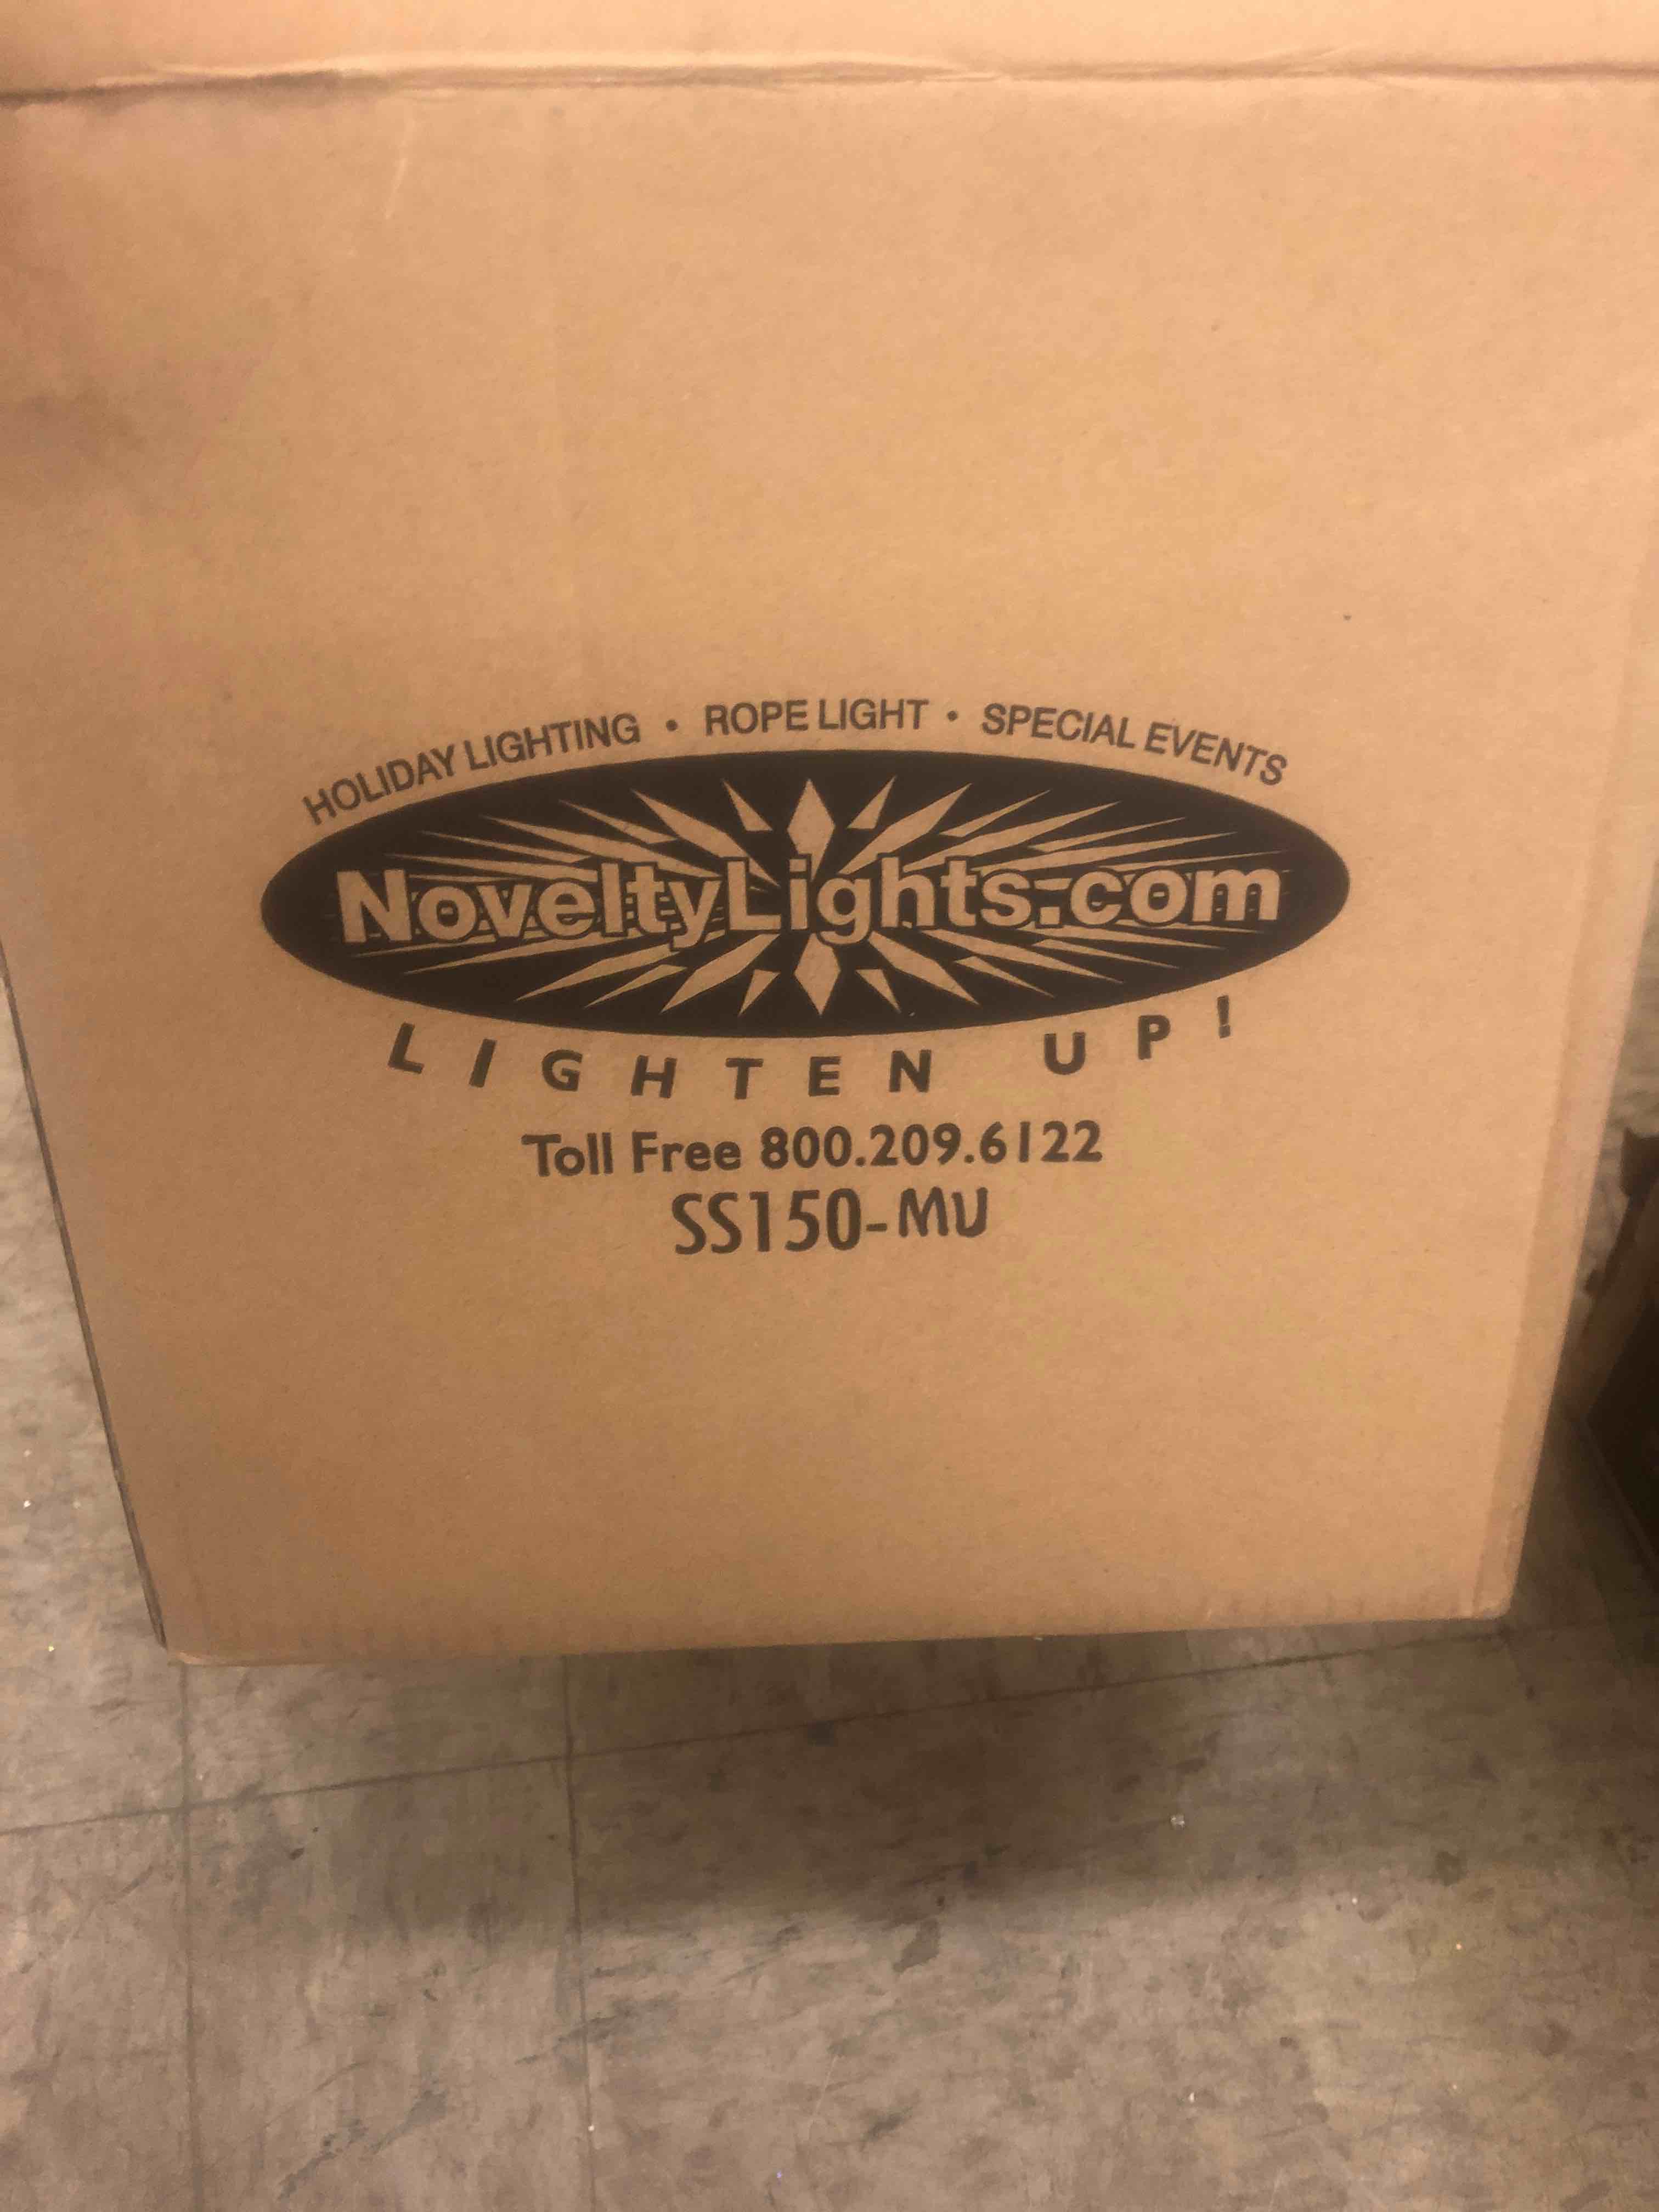 HOLIDAY LIGHTING • ROPE LIGHT • SPECIAL EVENTS
NoveltyLights.com
LIGHTEN UP!
Toll Free 800.209.6122
SS150-MU